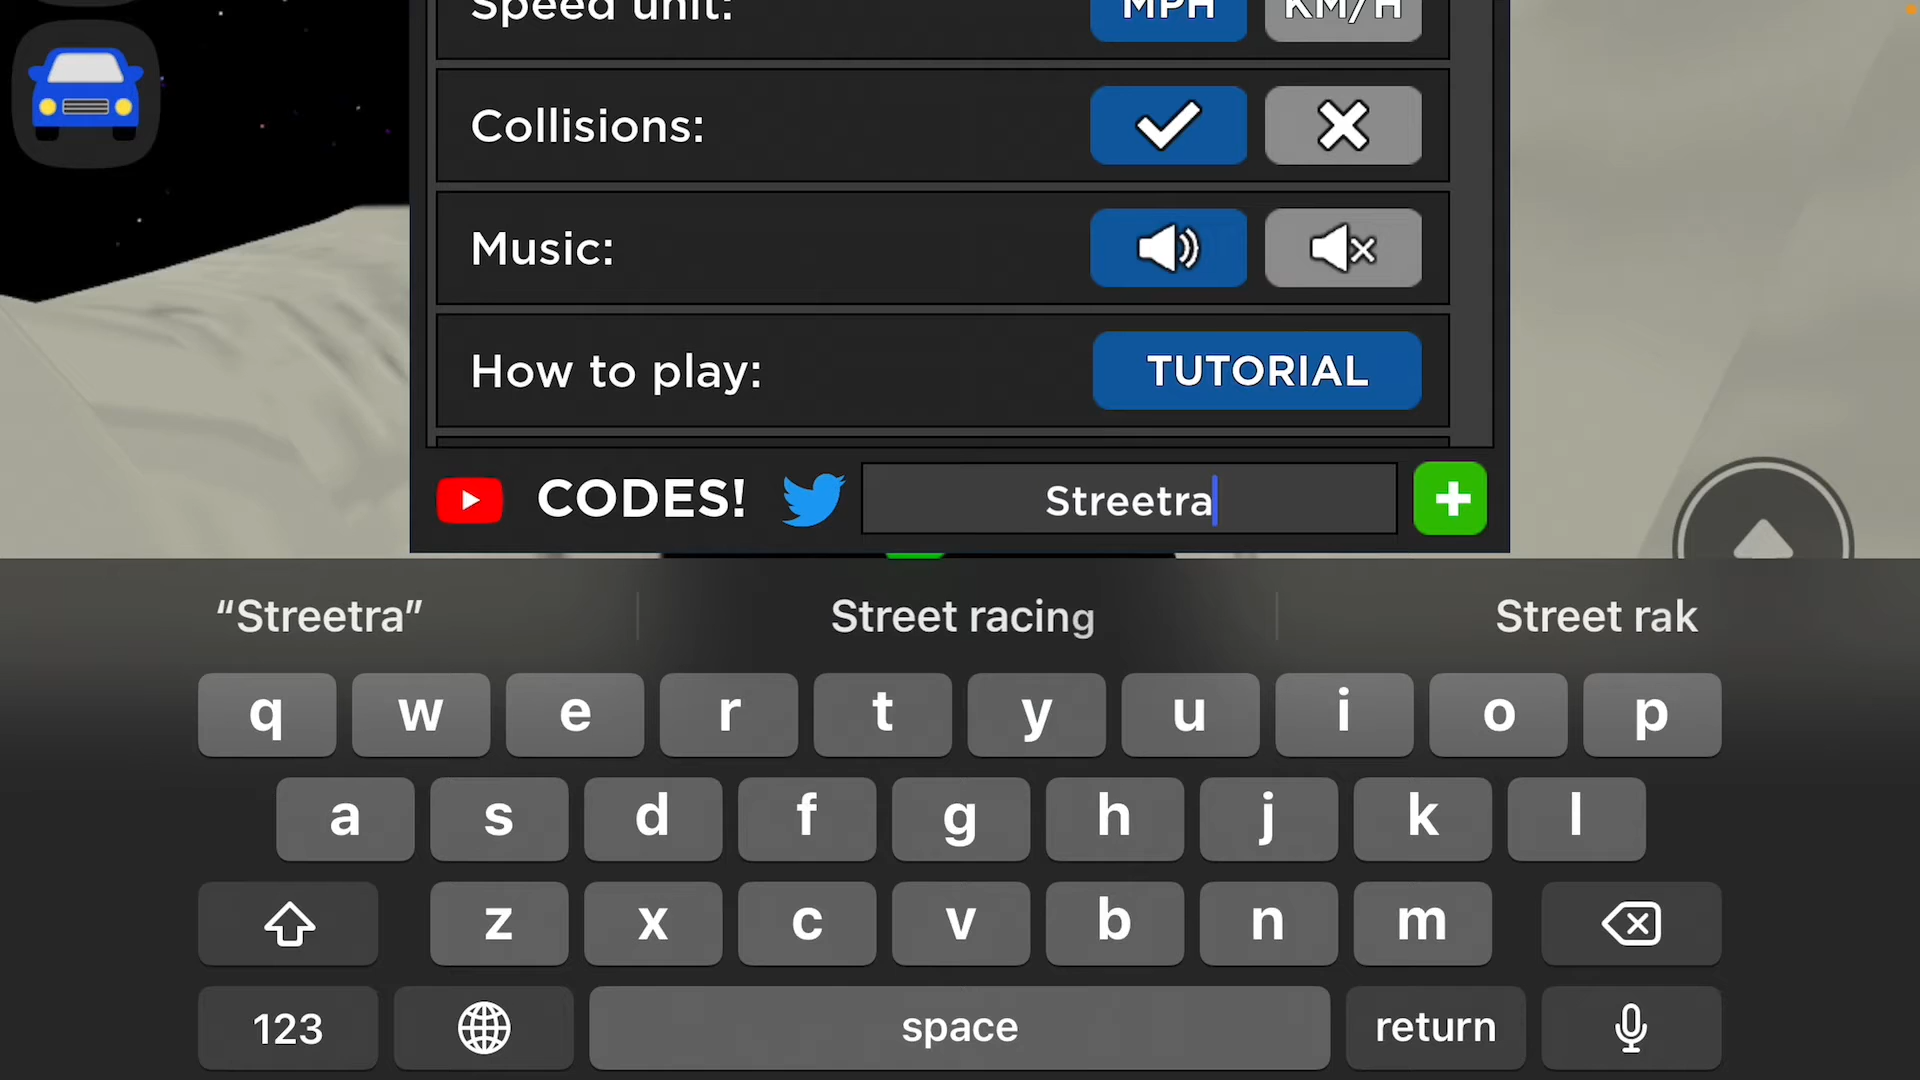 Speed unit: MPH KM/H
Collisions:
Music:
How to play: TUTORIAL
CODES! Streetra
“Streetra” Street racing Street rak
q w e r t y u i o p
a s d f g h j k l
z x c v b n m
123 space return